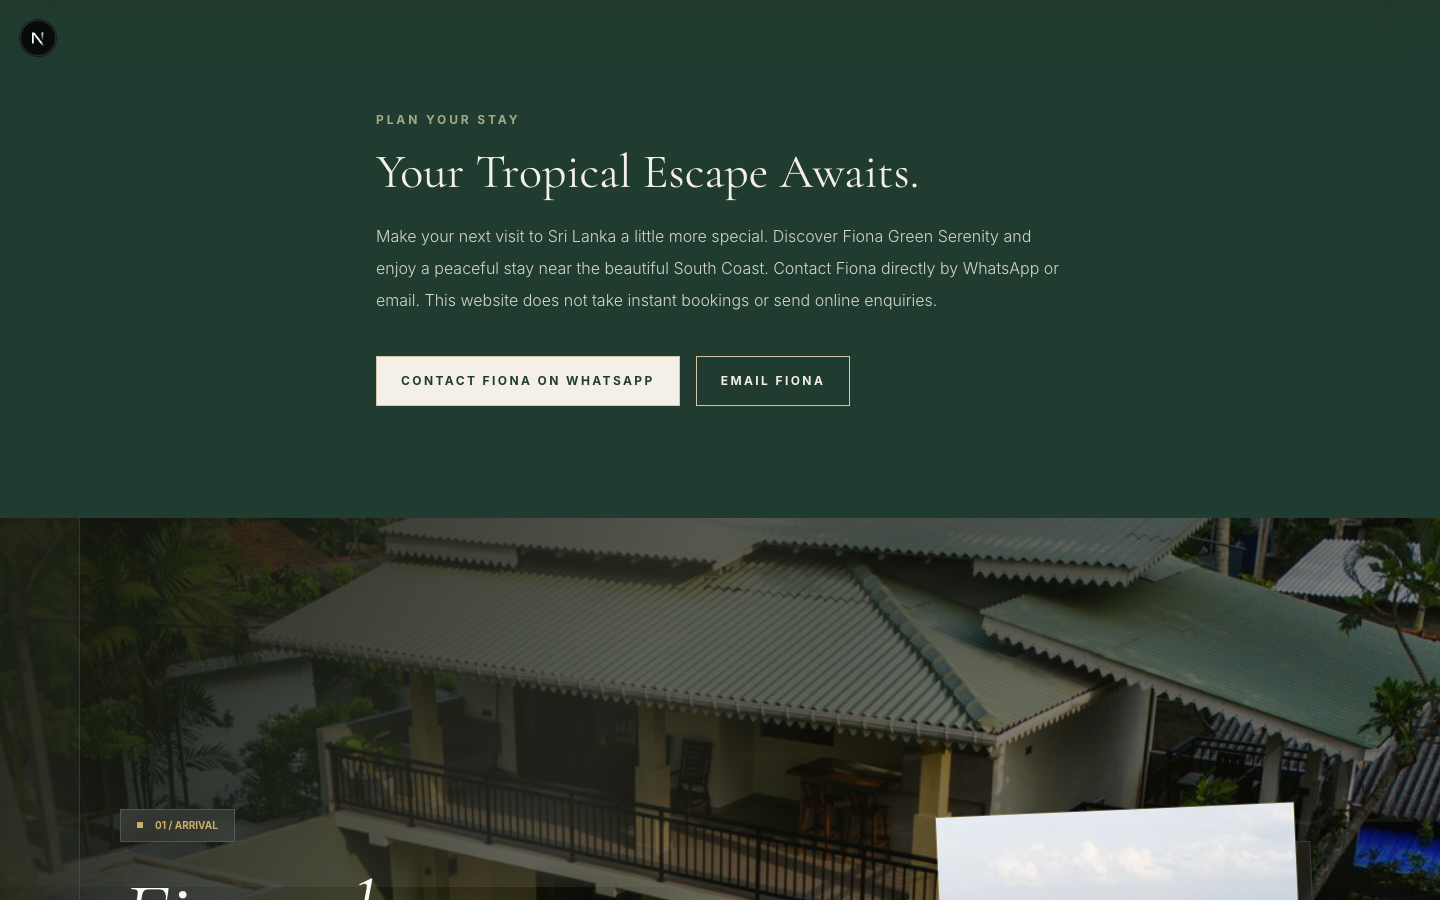 N
PLAN YOUR STAY
Your Tropical Escape Awaits.
Make your next visit to Sri Lanka a little more special. Discover Fiona Green Serenity and
enjoy a peaceful stay near the beautiful South Coast. Contact Fiona directly by WhatsApp or
email. This website does not take instant bookings or send online enquiries.
CONTACT FIONA ON WHATSAPP
EMAIL FIONA
01 / ARRIVAL